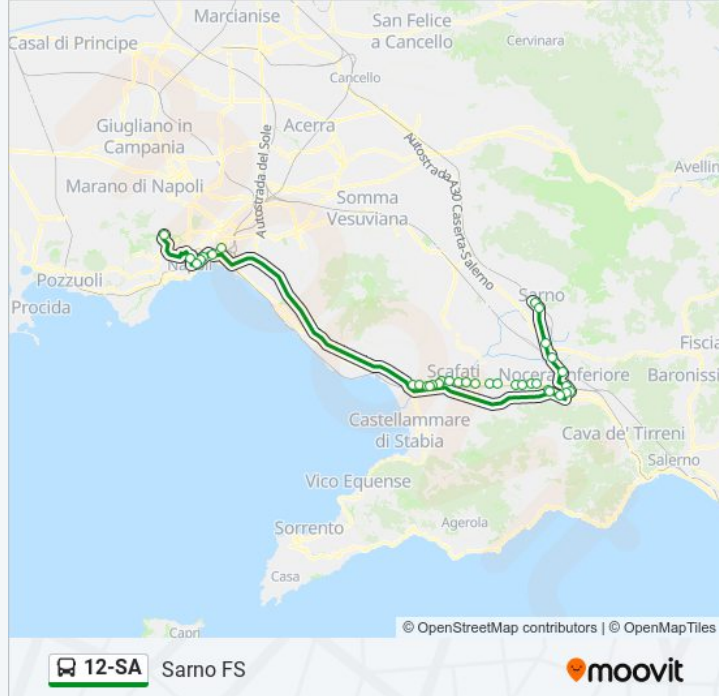 Marcianise
San Felice
a Cancello
Casal di Principe
Cervinara
Cancello
Giugliano in
Campania
Acerra
Autostrada del Sole
Autostrada A30 Caserta-Salerno
Avellin
Marano di Napoli
Somma
Vesuviana
Napoli
Pozzuoli
Procida
Sarno
Fiscia
Scafati
Nocera Inferiore
Baronissi
Castellammare
di Stabia
Cava de' Tirreni
Salerno
Vico Equense
Sorrento
Agerola
Casa
Capri
© OpenStreetMap contributors | © OpenMapTiles
12-SA Sarno FS
moovit